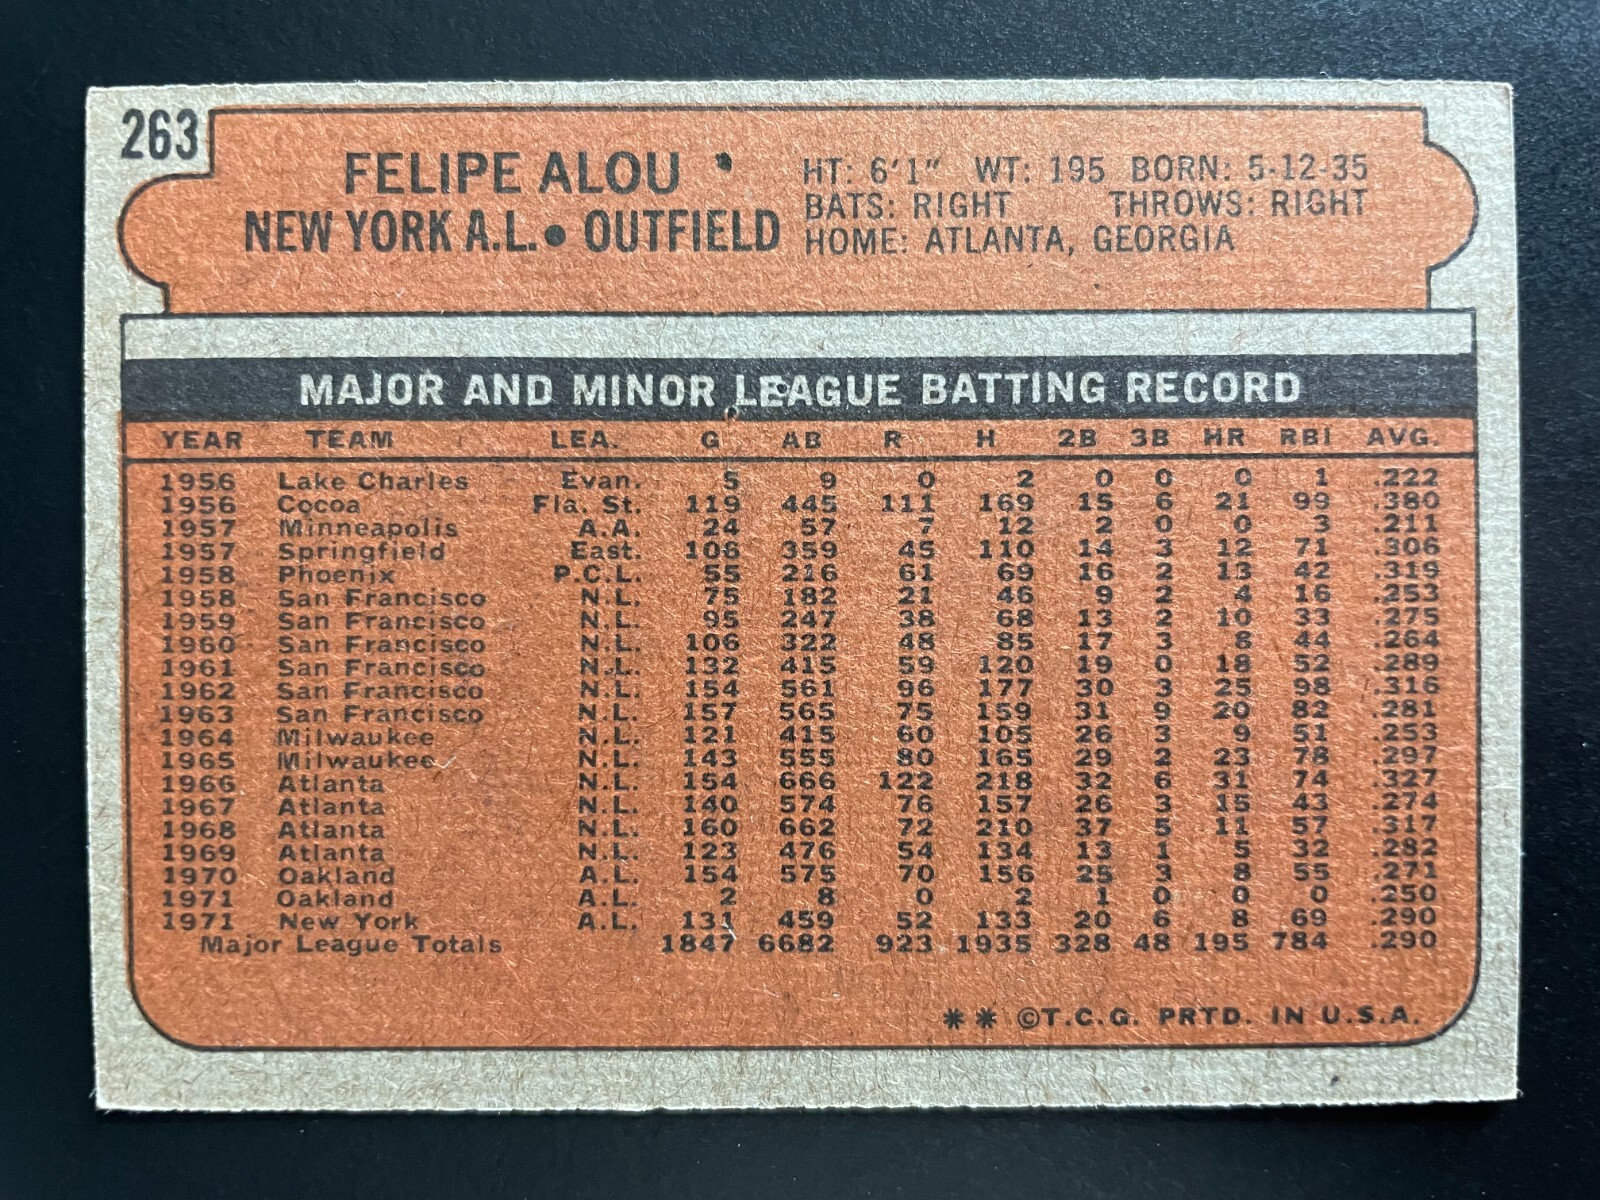 263
FELIPE ALOU
NEW YORK A.L. • OUTFIELD
HT: 6'1" WT: 195 BORN: 5-12-35
BATS: RIGHT THROWS: RIGHT
HOME: ATLANTA, GEORGIA
MAJOR AND MINOR LEAGUE BATTING RECORD
YEAR TEAM LEA. G AB R H 2B 3B HR RBI AVG.
1956 Lake Charles Evan. 5 9 0 2 0 0 0 1 .222
1956 Cocoa Fla. St. 119 445 111 169 15 6 21 99 .380
1957 Minneapolis A.A. 24 57 7 12 2 0 0 3 .211
1957 Springfield East. 106 359 45 110 14 3 12 71 .306
1958 Phoenix P.C.L. 55 216 61 69 16 2 13 42 .319
1958 San Francisco N.L. 75 182 21 46 9 2 4 16 .253
1959 San Francisco N.L. 95 247 38 68 13 2 10 33 .275
1960 San Francisco N.L. 106 322 48 85 17 3 8 44 .264
1961 San Francisco N.L. 132 415 59 120 19 0 18 52 .289
1962 San Francisco N.L. 154 561 96 177 30 3 25 98 .316
1963 San Francisco N.L. 157 565 75 159 31 9 20 82 .281
1964 Milwaukee N.L. 121 415 60 105 26 3 9 51 .253
1965 Milwaukee N.L. 143 555 80 165 29 2 23 78 .297
1966 Atlanta N.L. 154 666 122 218 32 6 31 74 .327
1967 Atlanta N.L. 140 574 76 157 26 3 15 43 .274
1968 Atlanta N.L. 160 662 72 210 37 5 11 57 .317
1969 Atlanta N.L. 123 476 54 134 13 1 5 32 .282
1970 Oakland A.L. 154 575 70 156 25 3 8 55 .271
1971 Oakland A.L. 2 8 0 2 1 0 0 0 .250
1971 New York A.L. 131 459 52 133 20 6 8 69 .290
Major League Totals 1847 6682 923 1935 328 48 195 784 .290
** ©T.C.G. PRTD. IN U.S.A.